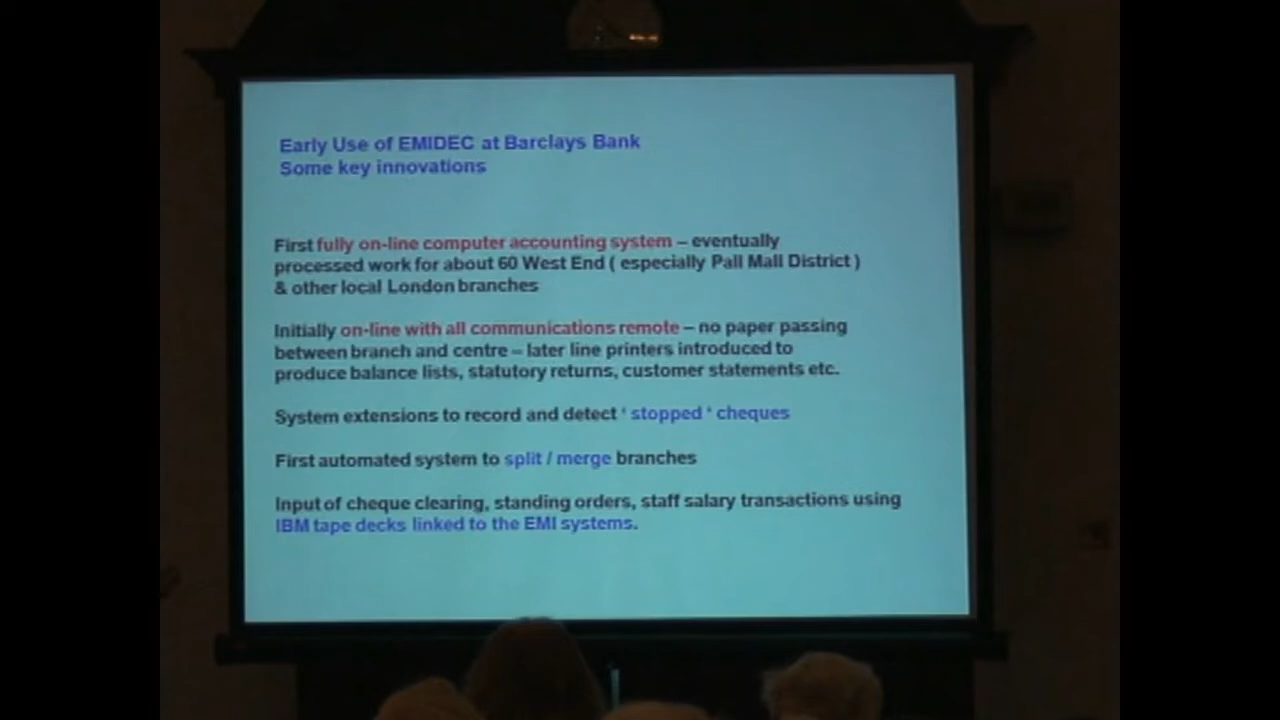 Early Use of EMIDEC at Barclays Bank
Some key innovations
First fully on-line computer accounting system – eventually
processed work for about 60 West End ( especially Pall Mall District )
& other local London branches
Initially on-line with all communications remote – no paper passing
between branch and centre – later line printers introduced to
produce balance lists, statutory returns, customer statements etc.
System extensions to record and detect ‘ stopped ‘ cheques
First automated system to split / merge branches
Input of cheque clearing, standing orders, staff salary transactions using
IBM tape decks linked to the EMI systems.